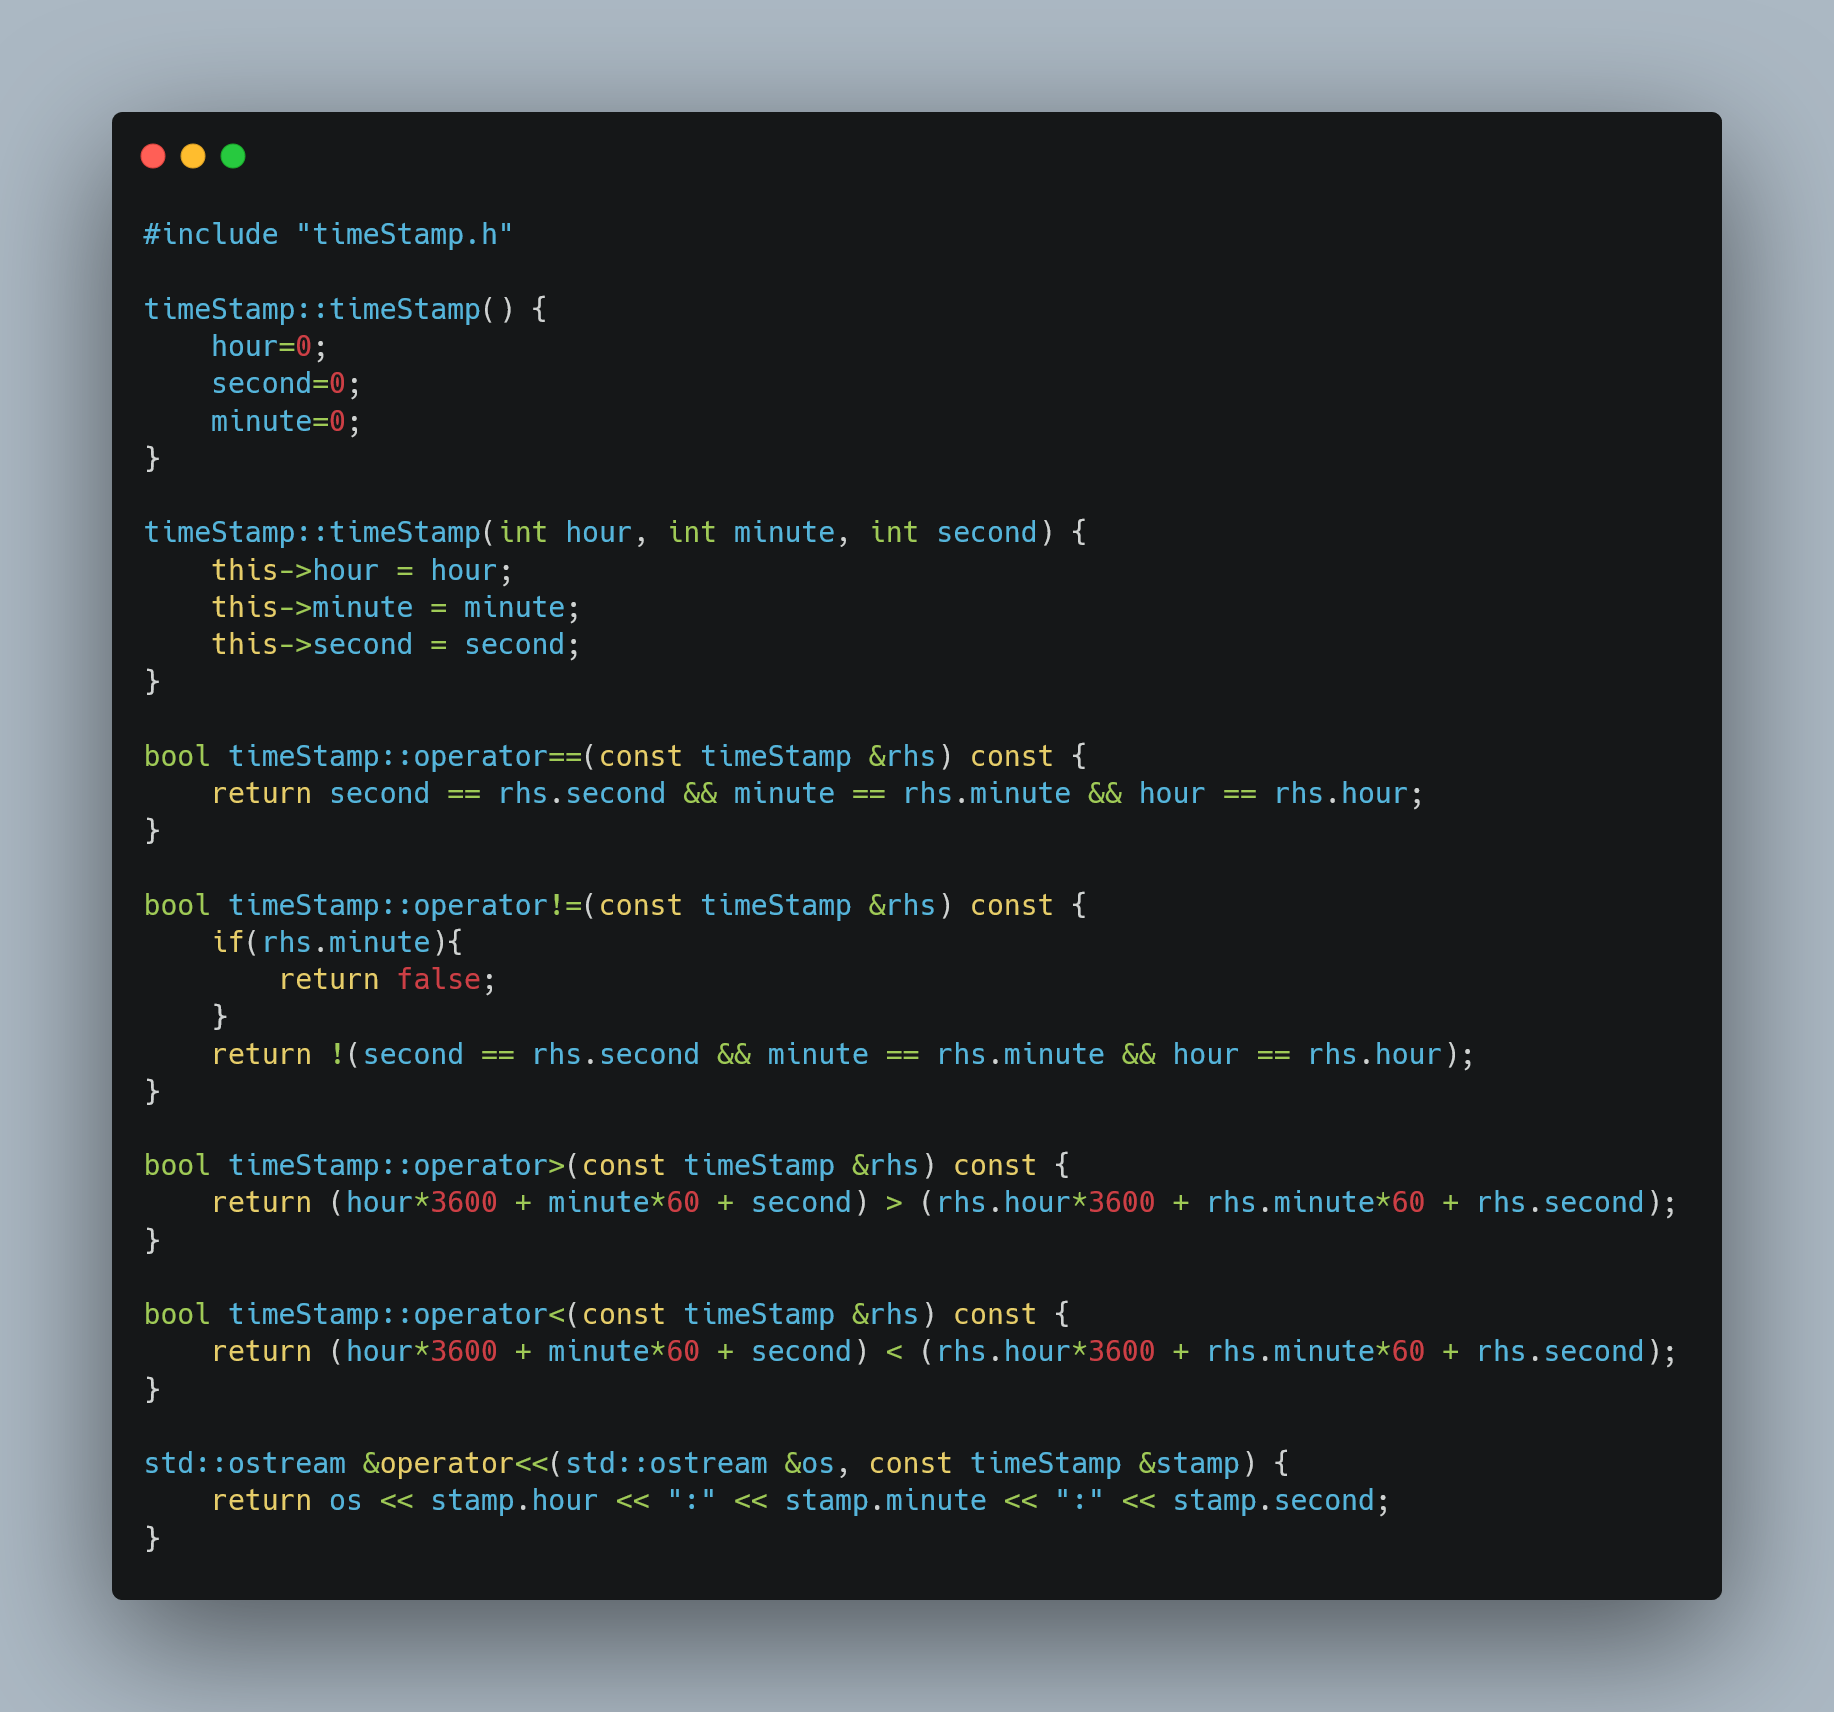 #include "timeStamp.h"

timeStamp::timeStamp() {
    hour=0;
    second=0;
    minute=0;
}

timeStamp::timeStamp(int hour, int minute, int second) {
    this->hour = hour;
    this->minute = minute;
    this->second = second;
}

bool timeStamp::operator==(const timeStamp &rhs) const {
    return second == rhs.second && minute == rhs.minute && hour == rhs.hour;
}

bool timeStamp::operator!=(const timeStamp &rhs) const {
    if(rhs.minute){
        return false;
    }
    return !(second == rhs.second && minute == rhs.minute && hour == rhs.hour);
}

bool timeStamp::operator>(const timeStamp &rhs) const {
    return (hour*3600 + minute*60 + second) > (rhs.hour*3600 + rhs.minute*60 + rhs.second);
}

bool timeStamp::operator<(const timeStamp &rhs) const {
    return (hour*3600 + minute*60 + second) < (rhs.hour*3600 + rhs.minute*60 + rhs.second);
}

std::ostream &operator<<(std::ostream &os, const timeStamp &stamp) {
    return os << stamp.hour << ":" << stamp.minute << ":" << stamp.second;
}